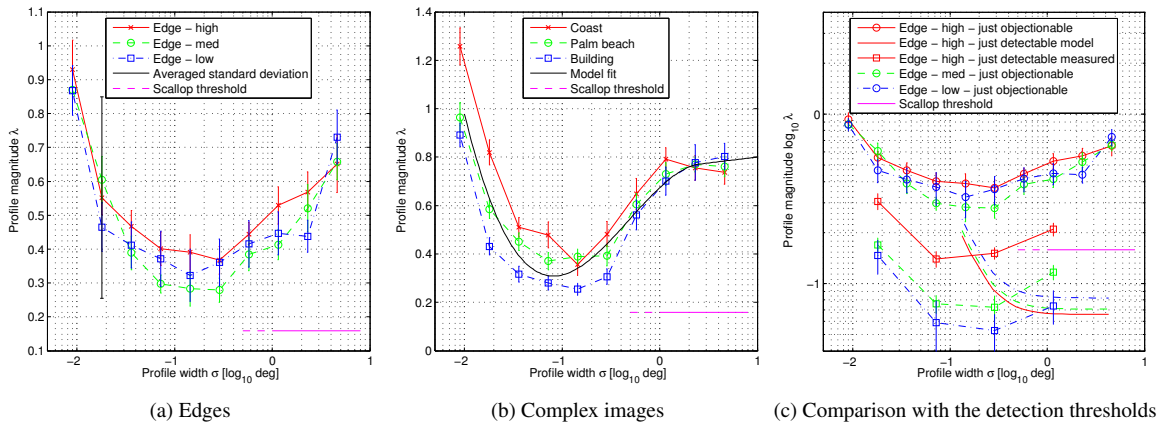 1.1
1
0.9
0.8
0.7
0.6
0.5
0.4
0.3
0.2
0.1
Profile magnitude λ
Edge − high
Edge − med
Edge − low
Averaged standard deviation
Scallop threshold
−2
−1
0
1
Profile width σ [log10 deg]
(a) Edges
1.4
1.2
1
0.8
0.6
0.4
0.2
0
Profile magnitude λ
Coast
Palm beach
Building
Model fit
Scallop threshold
−2
−1
0
1
Profile width σ [log10 deg]
(b) Complex images
Edge − high − just objectionable
Edge − high − just detectable model
Edge − high − just detectable measured
Edge − med − just objectionable
Edge − low − just objectionable
Scallop threshold
0
−1
Profile magnitude log10 λ
−2
−1
0
1
Profile width σ [log10 deg]
(c) Comparison with the detection thresholds